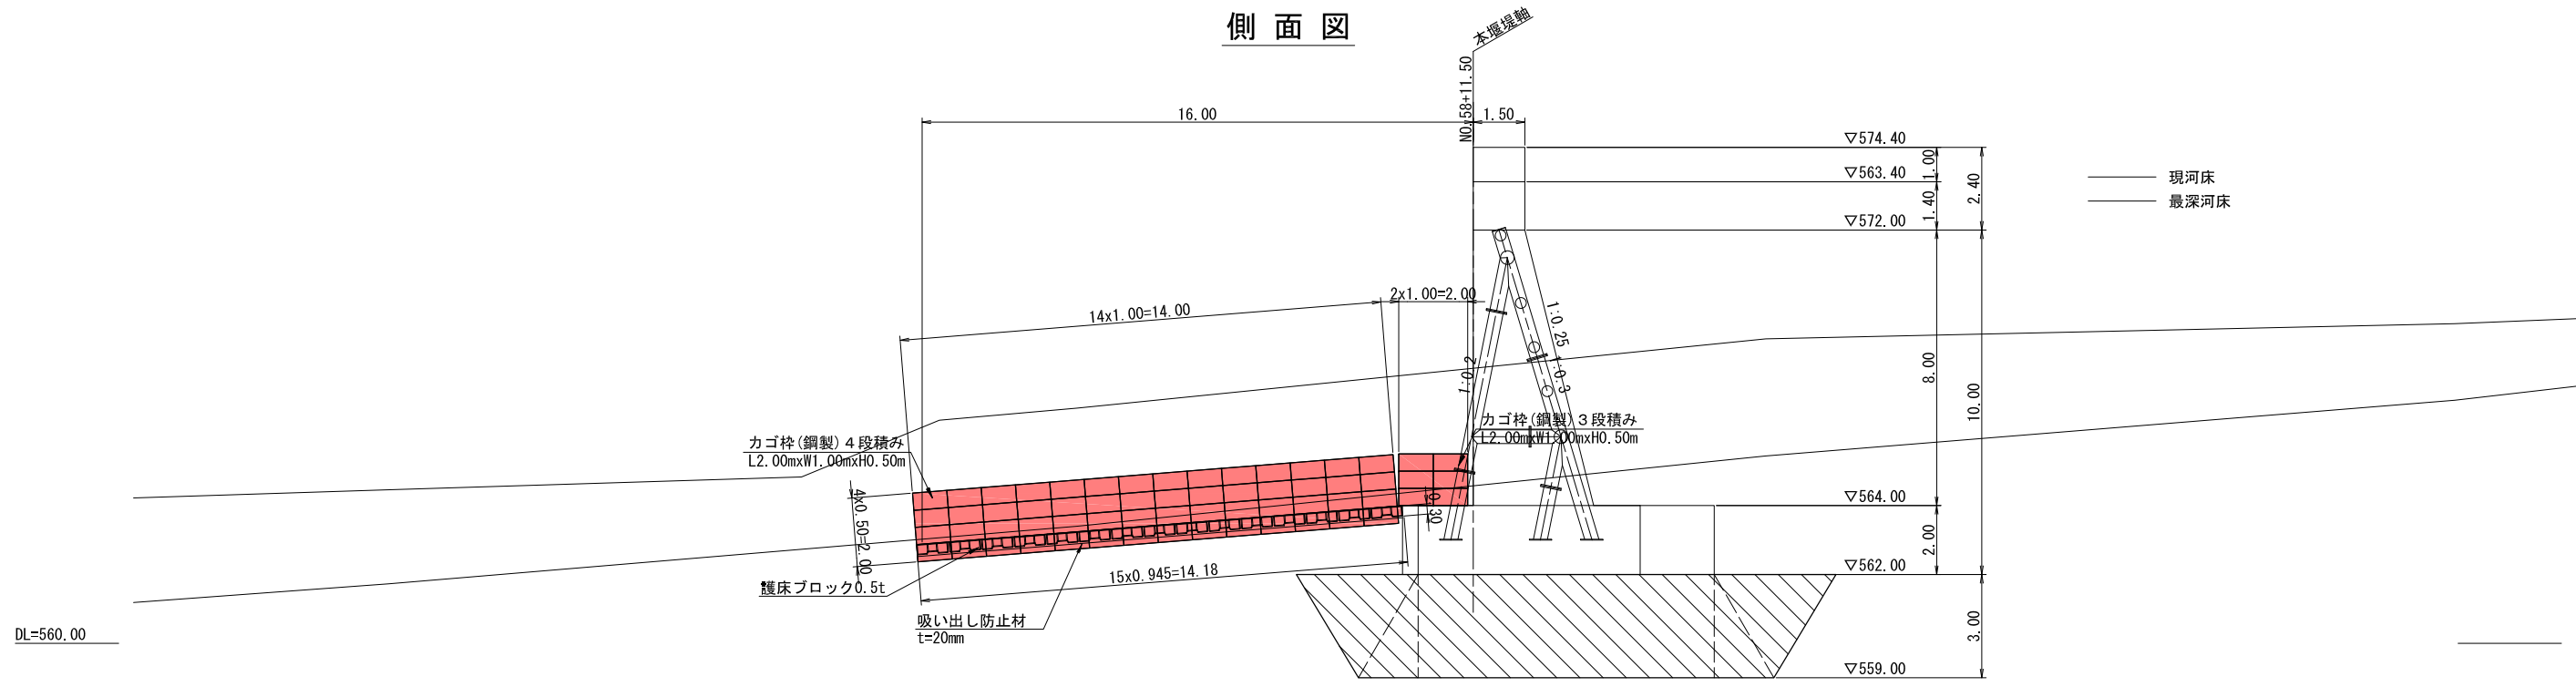 側面図
本堰堤軸
NO.58+11.50
16.00
1.50
▽574.40
▽563.40
▽572.00
1.00
1.40
2.40
現河床
最深河床
14x1.00=14.00
2x1.00=2.00
1:0.25
1:0.3
1:0.2
8.00
10.00
カゴ枠(鋼製)４段積み
L2.00mxW1.00mxH0.50m
カゴ枠(鋼製)３段積み
L2.00mxW1.00mxH0.50m
4x0.50=2.00
0.30
▽564.00
2.00
▽562.00
護床ブロック0.5t
15x0.945=14.18
吸い出し防止材
t=20mm
DL=560.00
3.00
▽559.00